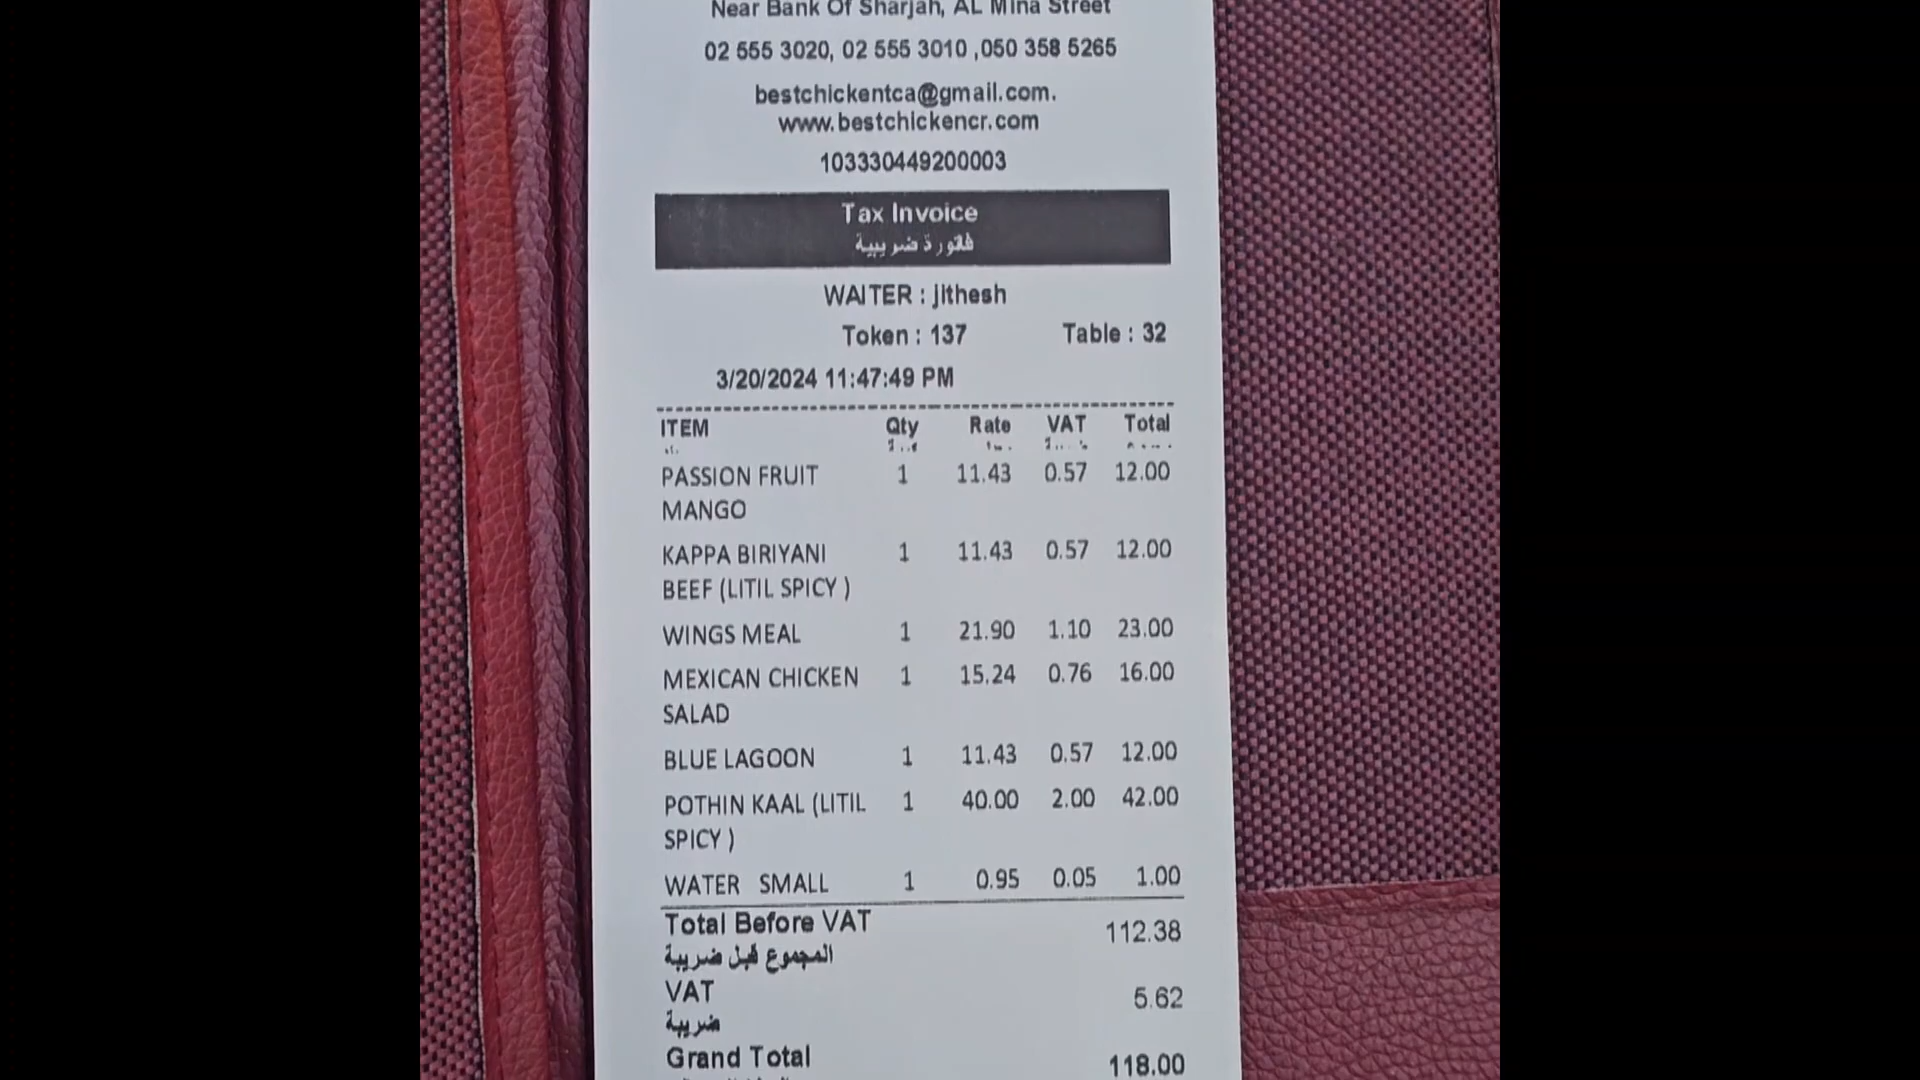 Near Bank Of Sharjah, AL Mina Street
02 555 3020, 02 555 3010 ,050 358 5265
bestchickentca@gmail.com.
www.bestchickencr.com
103330449200003
Tax Invoice
فاتورة ضريبية
WAITER : jithesh
Token : 137 Table : 32
3/20/2024 11:47:49 PM
ITEM Qty Rate VAT Total
PASSION FRUIT 1 11.43 0.57 12.00
MANGO
KAPPA BIRIYANI 1 11.43 0.57 12.00
BEEF (LITIL SPICY )
WINGS MEAL 1 21.90 1.10 23.00
MEXICAN CHICKEN 1 15.24 0.76 16.00
SALAD
BLUE LAGOON 1 11.43 0.57 12.00
POTHIN KAAL (LITIL 1 40.00 2.00 42.00
SPICY )
WATER SMALL 1 0.95 0.05 1.00
Total Before VAT 112.38
المجموع قبل ضريبة
VAT 5.62
ضريبة
Grand Total 118.00